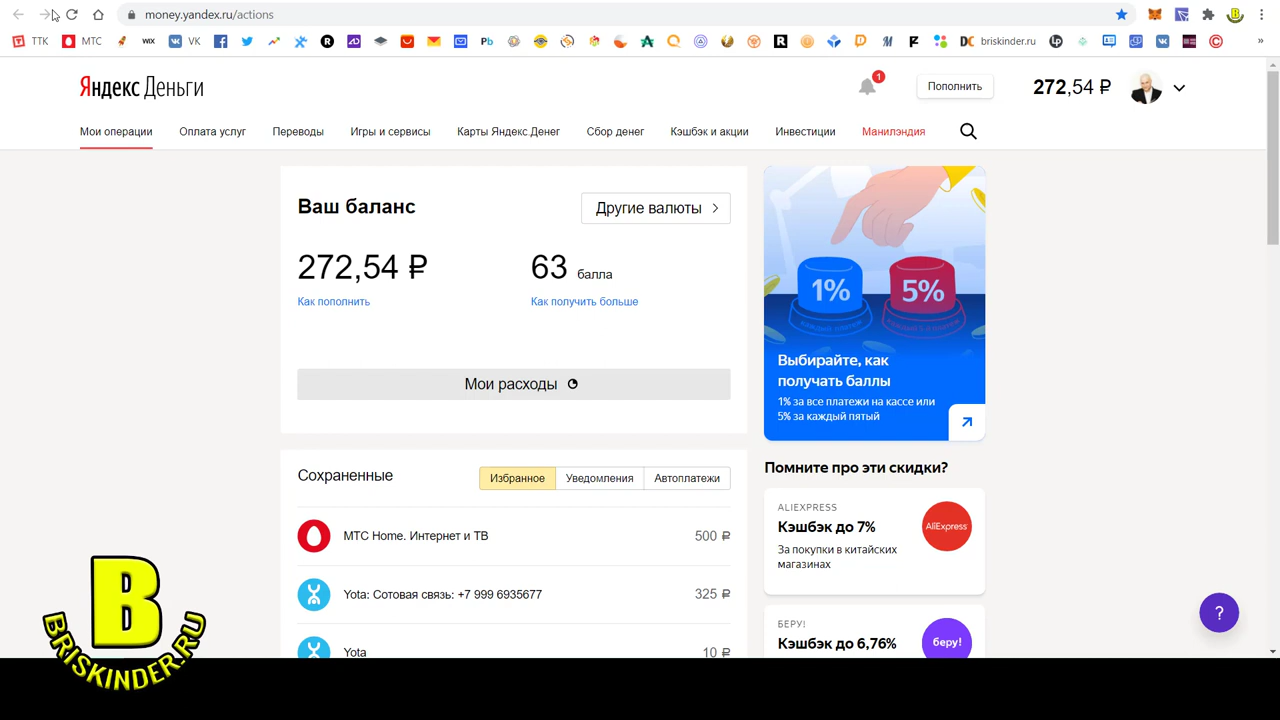 money.yandex.ru/actions
ТТК МТС WIX VK Pb R briskinder.ru Lp
Яндекс Деньги
1
Пополнить
272,54 ₽
Мои операции Оплата услуг Переводы Игры и сервисы Карты Яндекс.Денег Сбор денег Кэшбэк и акции Инвестиции Манилэндия
Ваш баланс
Другие валюты
272,54 ₽
63 балла
Как пополнить
Как получить больше
Мои расходы
1% 5%
Выбирайте, как
получать баллы
1% за все платежи на кассе или
5% за каждый пятый
Сохраненные
Избранное Уведомления Автоплатежи
МТС Home. Интернет и ТВ 500 ₽
Yota: Сотовая связь: +7 999 6935677 325 ₽
Yota 10 ₽
Помните про эти скидки?
ALIEXPRESS
Кэшбэк до 7%
За покупки в китайских
магазинах
AliExpress
БЕРУ!
Кэшбэк до 6,76%
беру!
?
B
BRISKINDER.RU